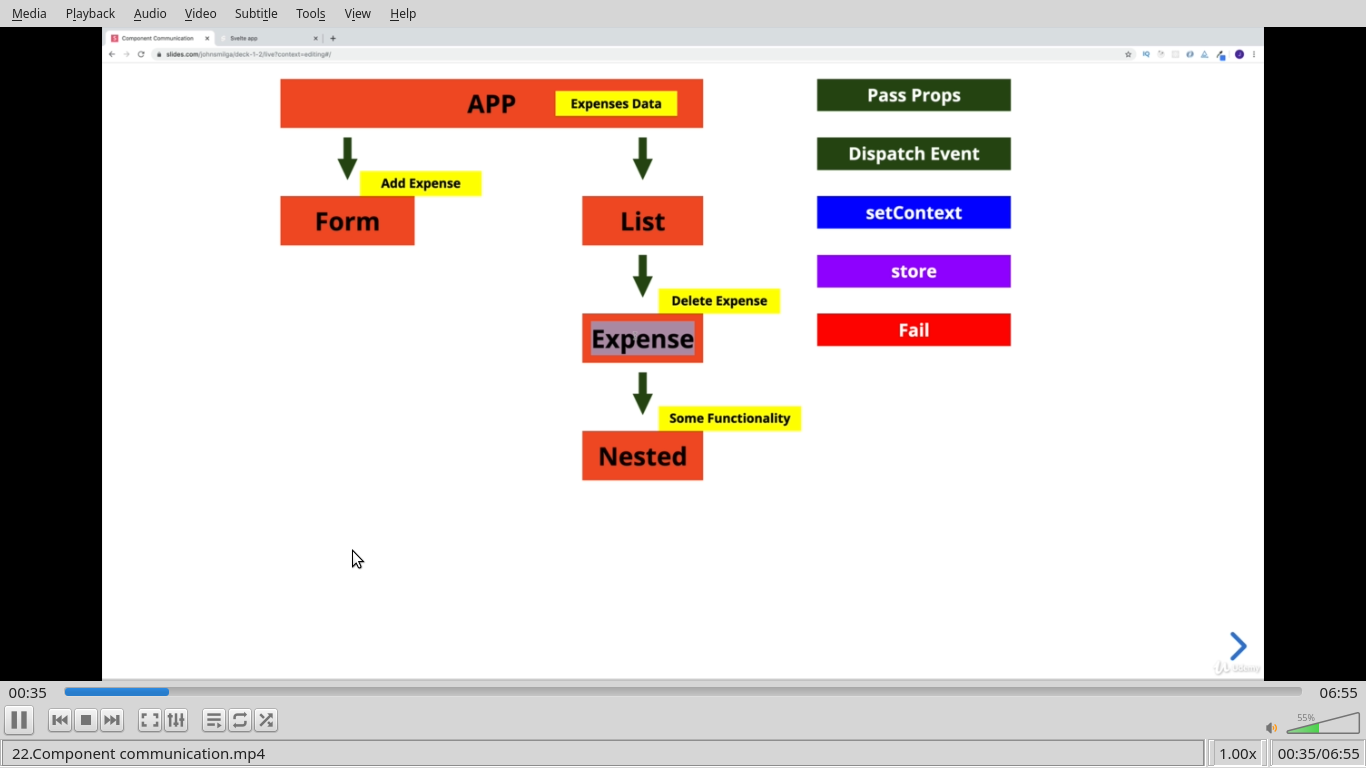 Media Playback Audio Video Subtitle Tools View Help
Component Communication Svelte app
slides.com/johnsmilga/deck-1-2/live?context=editing#/
APP Expenses Data
Add Expense
Form
List
Delete Expense
Expense
Some Functionality
Nested
Pass Props
Dispatch Event
setContext
store
Fail
Udemy
00:35 06:55
55%
22.Component communication.mp4 1.00x 00:35/06:55